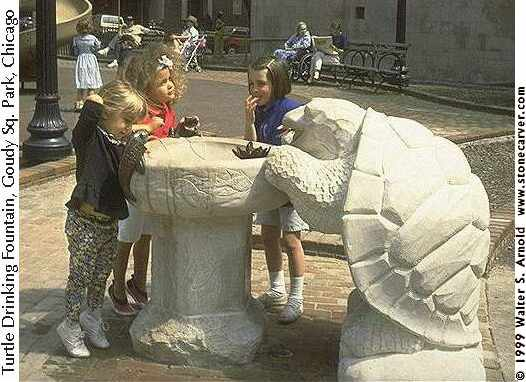 Turtle Drinking Fountain, Goudy Sq. Park, Chicago
© 1999 Walter S. Arnold www.stonecarver.com